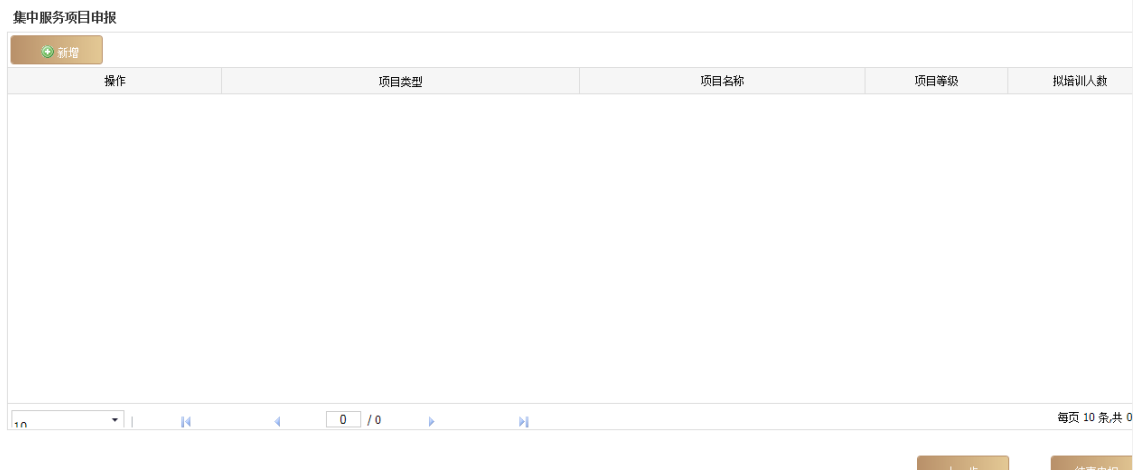 集中服务项目申报
新增
操作 项目类型 项目名称 项目等级 拟培训人数
10 0 / 0 每页 10 条,共 0